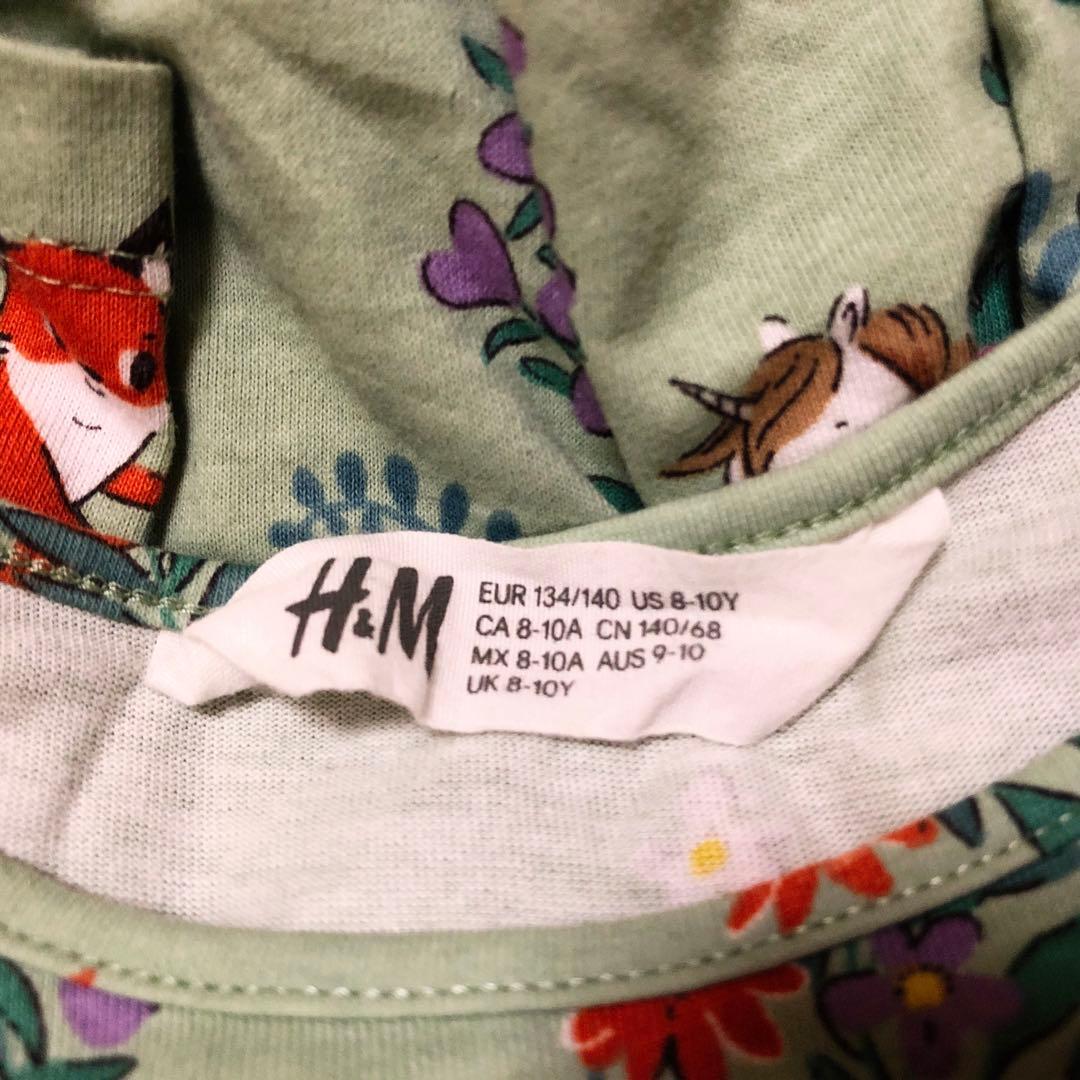 H&M
EUR 134/140 US 8-10Y
CA 8-10A CN 140/68
MX 8-10A AUS 9-10
UK 8-10Y